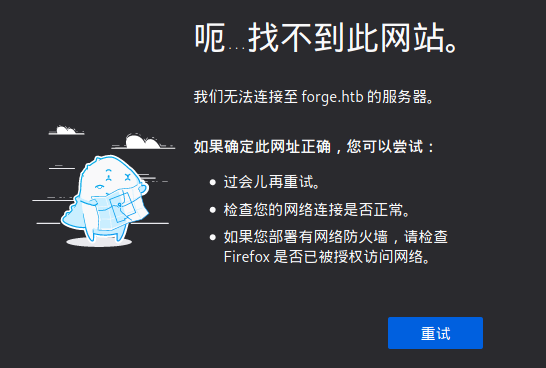 呃...找不到此网站。
我们无法连接至 forge.htb 的服务器。
如果确定此网址正确，您可以尝试：
• 过会儿再重试。
• 检查您的网络连接是否正常。
• 如果您部署有网络防火墙，请检查
Firefox 是否已被授权访问网络。
重试